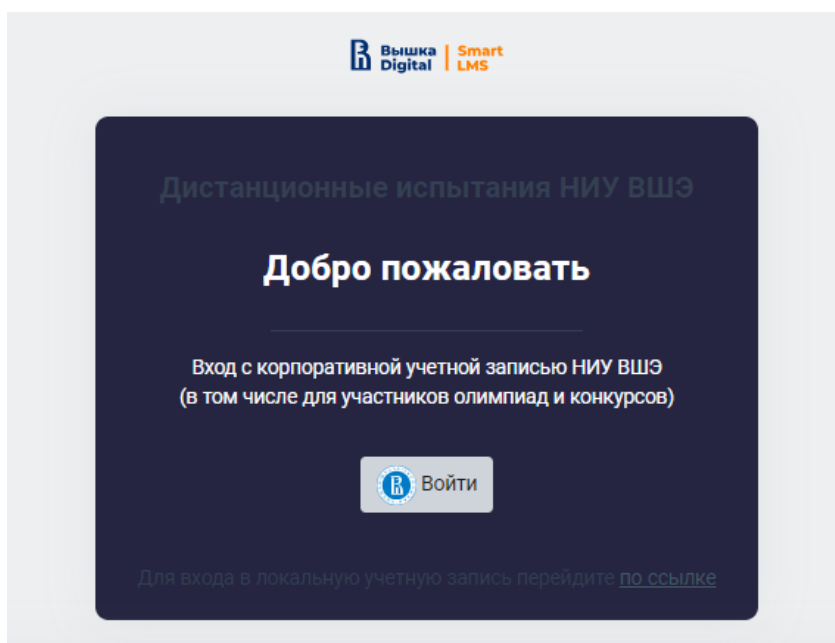 Вышка Smart
Digital LMS
Дистанционные испытания НИУ ВШЭ
Добро пожаловать
Вход с корпоративной учетной записью НИУ ВШЭ
(в том числе для участников олимпиад и конкурсов)
Войти
Для входа в локальную учетную запись перейдите по ссылке